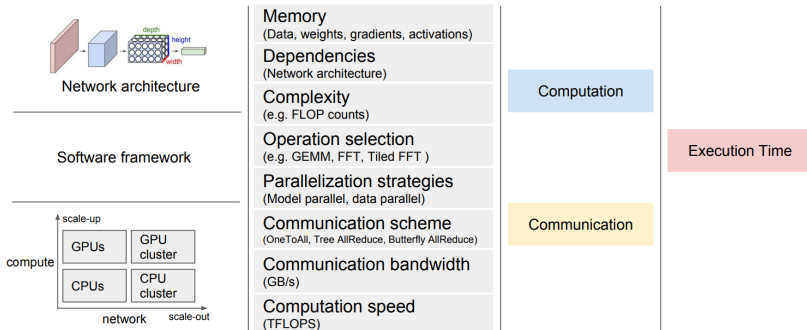 depth
height
width
Network architecture
Software framework
scale-up
compute
GPUs
GPU
cluster
CPUs
CPU
cluster
network
scale-out
Memory
(Data, weights, gradients, activations)
Dependencies
(Network architecture)
Complexity
(e.g. FLOP counts)
Operation selection
(e.g. GEMM, FFT, Tiled FFT )
Parallelization strategies
(Model parallel, data parallel)
Communication scheme
(OneToAll, Tree AllReduce, Butterfly AllReduce)
Communication bandwidth
(GB/s)
Computation speed
(TFLOPS)
Computation
Communication
Execution Time